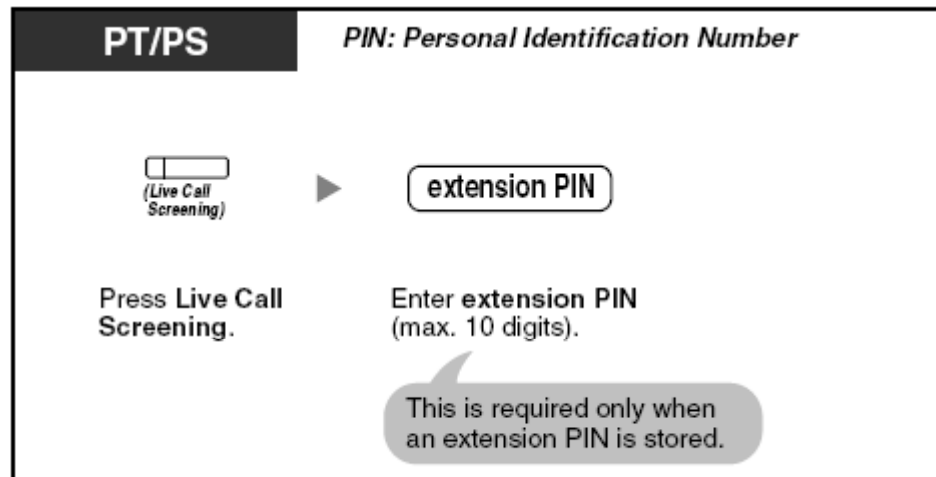 PT/PS
PIN: Personal Identification Number
(Live Call
Screening)
extension PIN
Press Live Call
Screening.
Enter extension PIN
(max. 10 digits).
This is required only when
an extension PIN is stored.